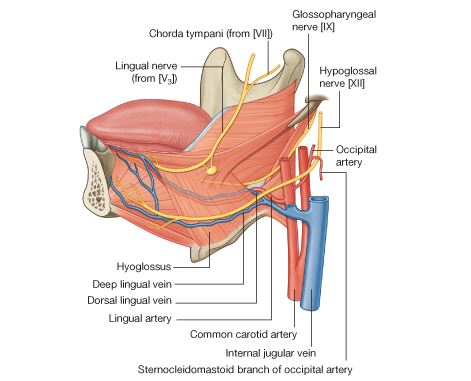 Glossopharyngeal
nerve [IX]
Chorda tympani (from [VII])
Lingual nerve
(from [V3])
Hypoglossal
nerve [XII]
Occipital
artery
Hyoglossus
Deep lingual vein
Dorsal lingual vein
Lingual artery
Common carotid artery
Internal jugular vein
Sternocleidomastoid branch of occipital artery